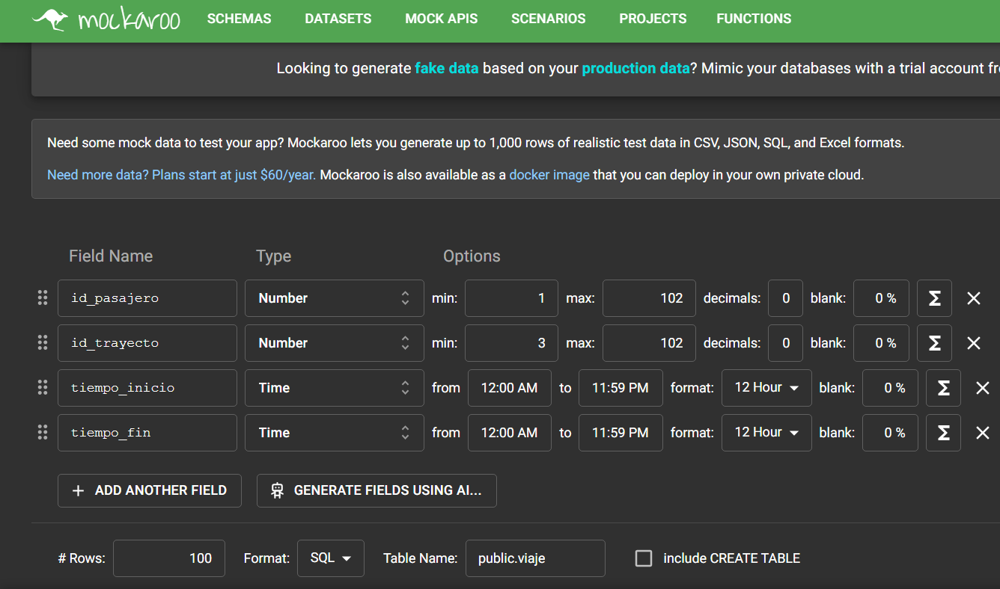 mockaroo SCHEMAS DATASETS MOCK APIS SCENARIOS PROJECTS FUNCTIONS
Looking to generate fake data based on your production data? Mimic your databases with a trial account
Need some mock data to test your app? Mockaroo lets you generate up to 1,000 rows of realistic test data in CSV, JSON, SQL, and Excel formats.
Need more data? Plans start at just $60/year. Mockaroo is also available as a docker image that you can deploy in your own private cloud.
Field Name Type Options
id_pasajero Number min: 1 max: 102 decimals: 0 blank: 0 % Σ
id_trayecto Number min: 3 max: 102 decimals: 0 blank: 0 % Σ
tiempo_inicio Time from 12:00 AM to 11:59 PM format: 12 Hour blank: 0 % Σ
tiempo_fin Time from 12:00 AM to 11:59 PM format: 12 Hour blank: 0 % Σ
+ ADD ANOTHER FIELD GENERATE FIELDS USING AI...
# Rows: 100 Format: SQL Table Name: public.viaje include CREATE TABLE